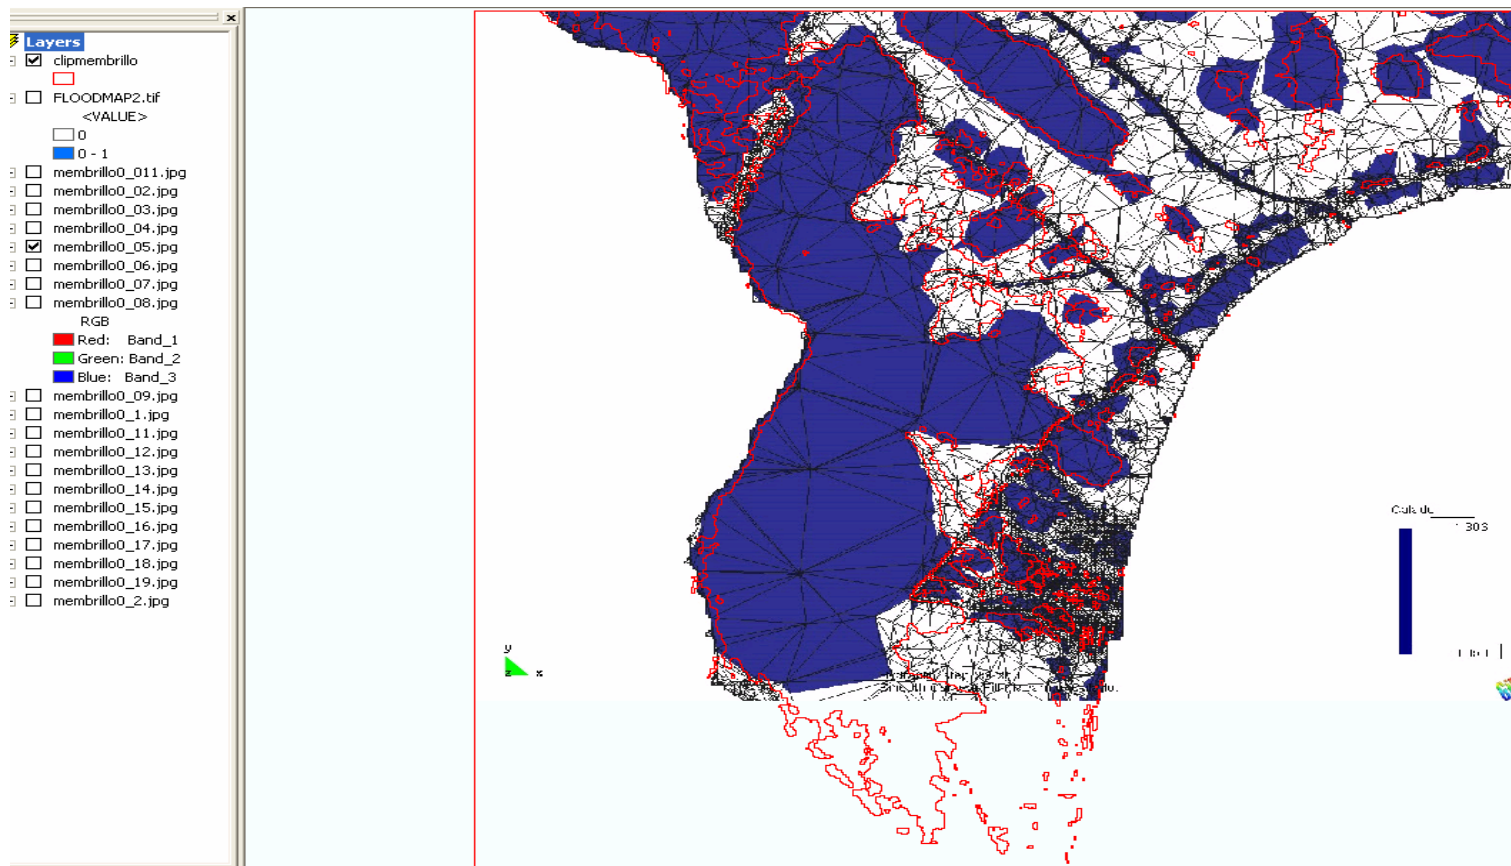 Layers
clipmembrillo
FLOODMAP2.tif
<VALUE>
0
0 - 1
membrillo0_011.jpg
membrillo0_02.jpg
membrillo0_03.jpg
membrillo0_04.jpg
membrillo0_05.jpg
membrillo0_06.jpg
membrillo0_07.jpg
membrillo0_08.jpg
RGB
Red: Band_1
Green: Band_2
Blue: Band_3
membrillo0_09.jpg
membrillo0_1.jpg
membrillo0_11.jpg
membrillo0_12.jpg
membrillo0_13.jpg
membrillo0_14.jpg
membrillo0_15.jpg
membrillo0_16.jpg
membrillo0_17.jpg
membrillo0_18.jpg
membrillo0_19.jpg
membrillo0_2.jpg
y
z x